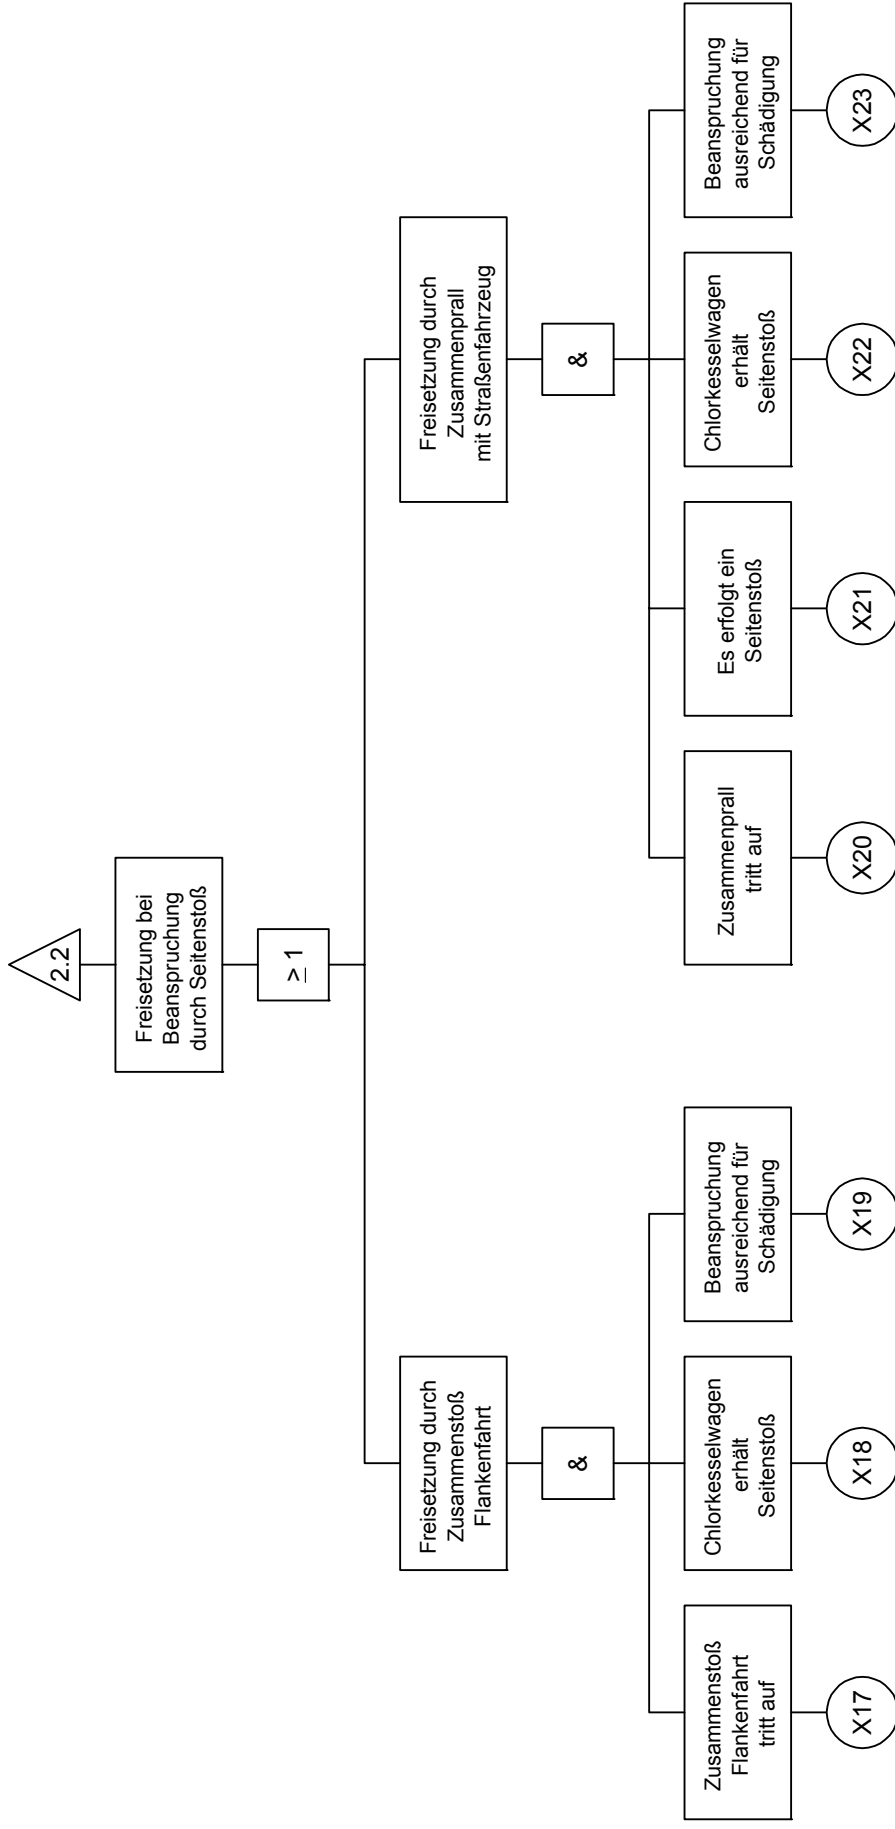 2.2
Freisetzung bei
Beanspruchung
durch Seitenstoß
≥ 1
Freisetzung durch
Zusammenstoß
Flankenfahrt
Freisetzung durch
Zusammenprall
mit Straßenfahrzeug
&
&
Zusammenstoß
Flankenfahrt
tritt auf
Chlorkesselwagen
erhält
Seitenstoß
Beanspruchung
ausreichend für
Schädigung
Zusammenprall
tritt auf
Es erfolgt ein
Seitenstoß
Chlorkesselwagen
erhält
Seitenstoß
Beanspruchung
ausreichend für
Schädigung
X17
X18
X19
X20
X21
X22
X23